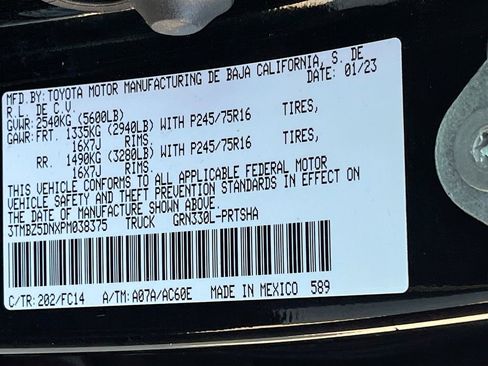 MFD.BY:TOYOTA MOTOR MANUFACTURING DE BAJA CALIFORNIA, S. DE
R.L. DE C.V. DATE: 01/23
GVWR:2540KG (5600LB)
GAWR:FRT. 1335KG (2940LB) WITH P245/75R16 TIRES,
16X7J RIMS.
RR. 1490KG (3280LB) WITH P245/75R16 TIRES,
16X7J RIMS.
THIS VEHICLE CONFORMS TO ALL APPLICABLE FEDERAL MOTOR
VEHICLE SAFETY AND THEFT PREVENTION STANDARDS IN EFFECT ON
THE DATE OF MANUFACTURE SHOWN ABOVE.
3TMBZ5DNXPM038375 TRUCK GRN330L-PRTSHA
C/TR:202/FC14 A/TM:A07A/AC60E MADE IN MEXICO 589